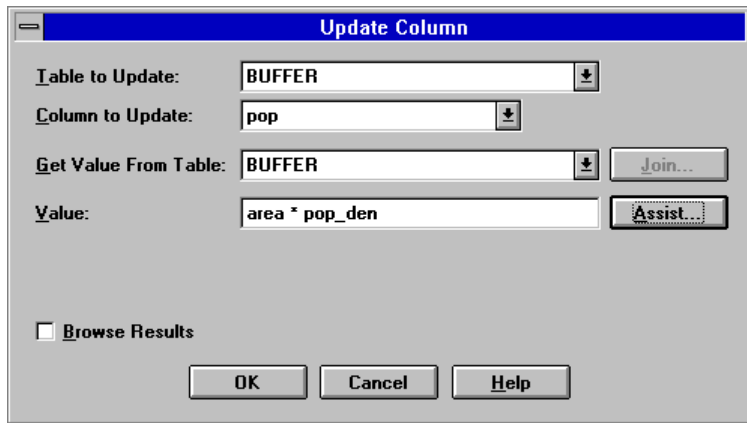 Update Column
Table to Update: BUFFER
Column to Update: pop
Get Value From Table: BUFFER Join...
Value: area * pop_den Assist...
Browse Results
OK Cancel Help